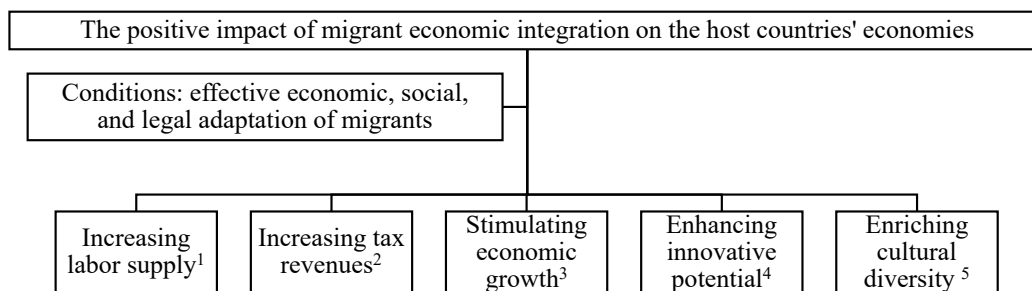 The positive impact of migrant economic integration on the host countries' economies
Conditions: effective economic, social,
and legal adaptation of migrants
Increasing
labor supply¹
Increasing tax
revenues²
Stimulating
economic
growth³
Enhancing
innovative
potential⁴
Enriching
cultural
diversity ⁵